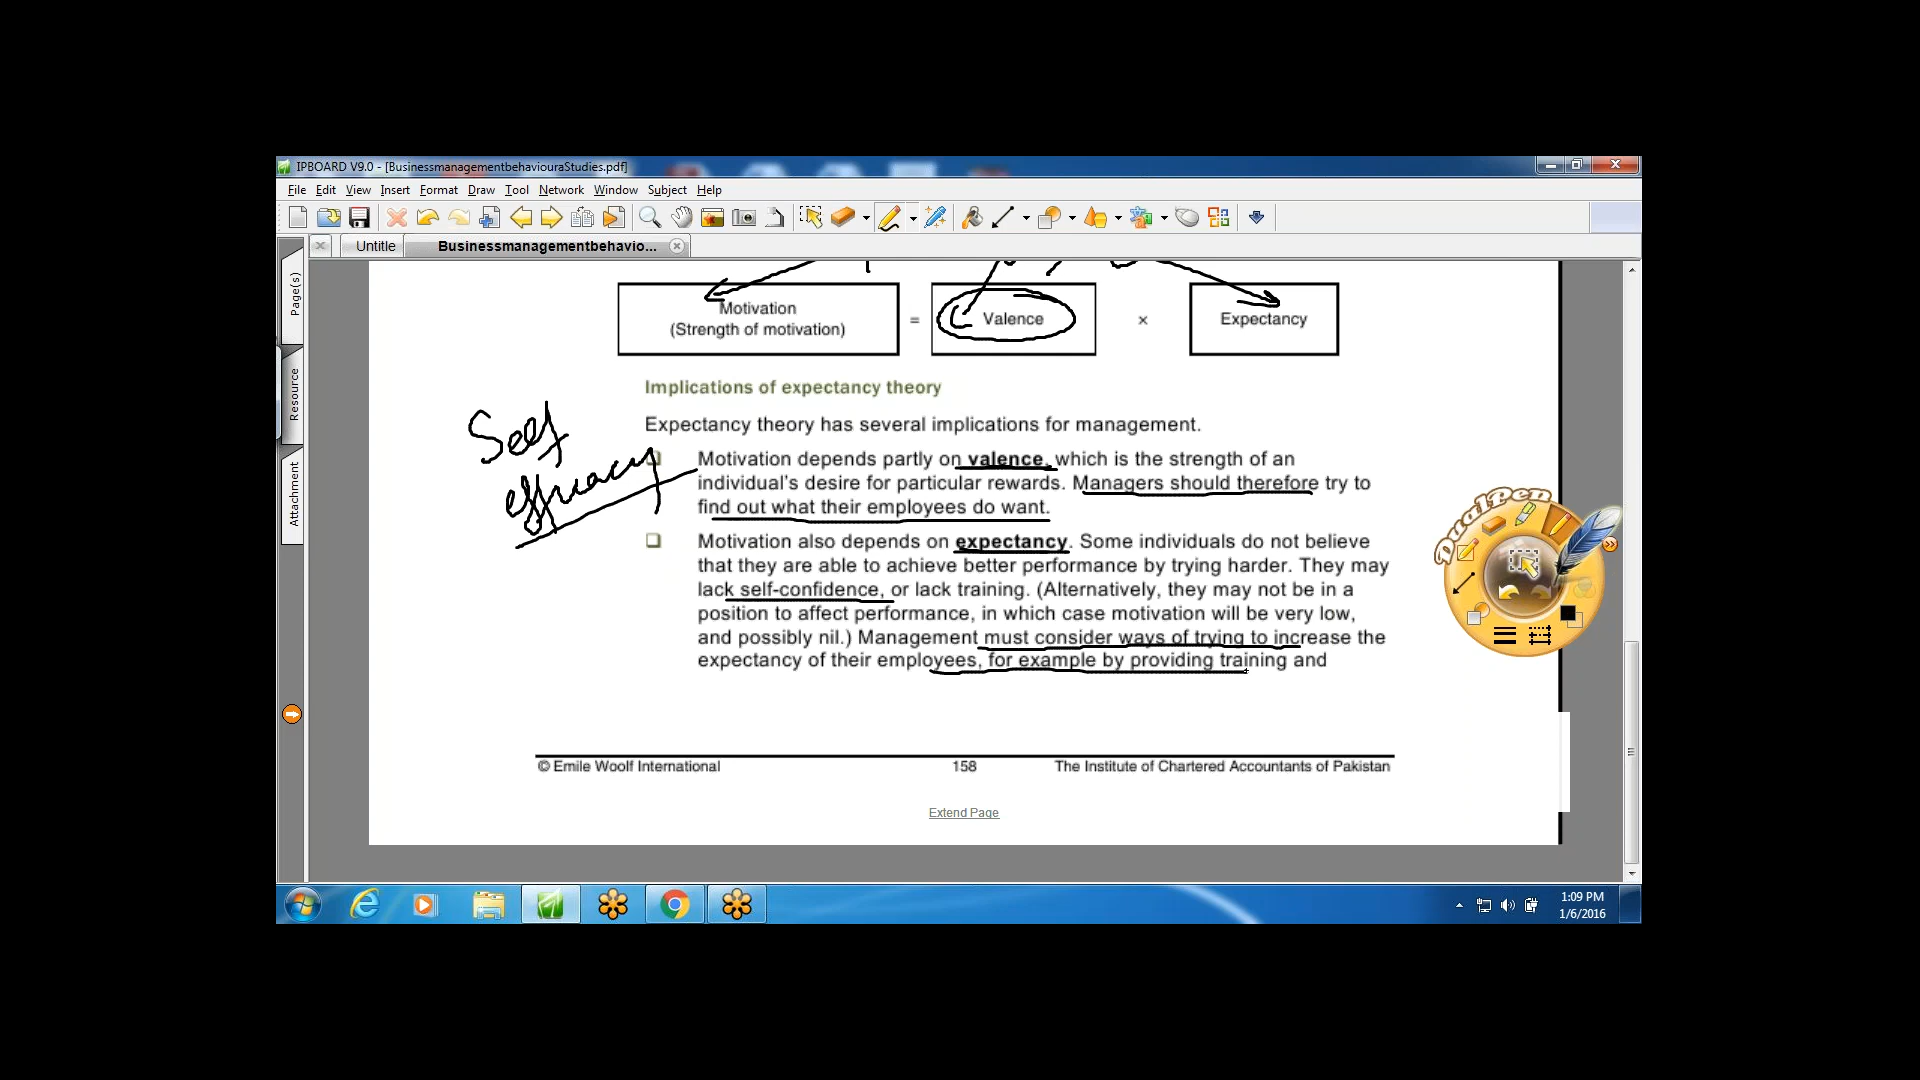 IPBOARD V9.0 - [BusinessmanagementbehaviouraStudies.pdf]
File Edit View Insert Format Draw Tool Network Window Subject Help
Untitle Businessmanagementbehavio...
Page(s)
Resource
Attachment
Motivation
(Strength of motivation)
=
Valence
×
Expectancy
Implications of expectancy theory
Self
efficacy
Expectancy theory has several implications for management.
Motivation depends partly on valence, which is the strength of an
individual's desire for particular rewards. Managers should therefore try to
find out what their employees do want.
Motivation also depends on expectancy. Some individuals do not believe
that they are able to achieve better performance by trying harder. They may
lack self-confidence, or lack training. (Alternatively, they may not be in a
position to affect performance, in which case motivation will be very low,
and possibly nil.) Management must consider ways of trying to increase the
expectancy of their employees, for example by providing training and
DualPen
© Emile Woolf International 158 The Institute of Chartered Accountants of Pakistan
Extend Page
1:09 PM
1/6/2016